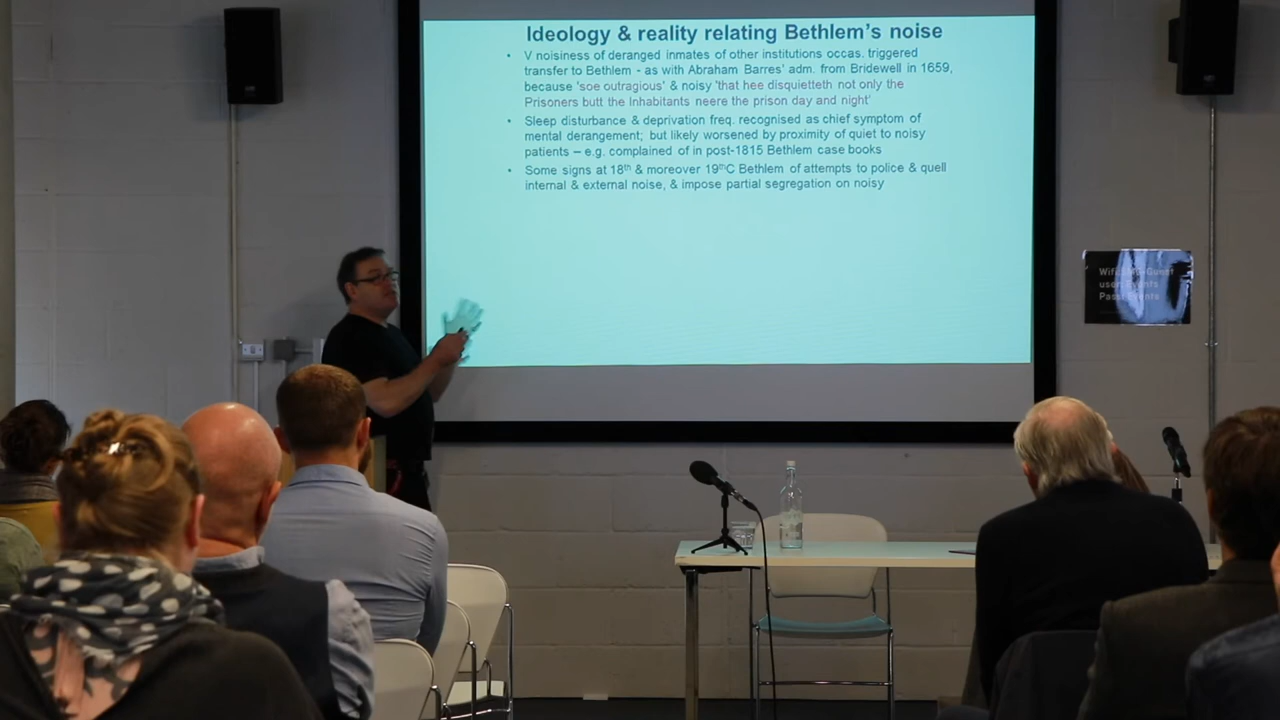 Ideology & reality relating Bethlem's noise
• V noisiness of deranged inmates of other institutions occas. triggered
transfer to Bethlem - as with Abraham Barres' adm. from Bridewell in 1659,
because 'soe outragious' & noisy 'that hee disquietteth not only the
Prisoners butt the Inhabitants neere the prison day and night'
• Sleep disturbance & deprivation freq. recognised as chief symptom of
mental derangement; but likely worsened by proximity of quiet to noisy
patients – e.g. complained of in post-1815 Bethlem case books
• Some signs at 18th & moreover 19thC Bethlem of attempts to police & quell
internal & external noise, & impose partial segregation on noisy
Wifi